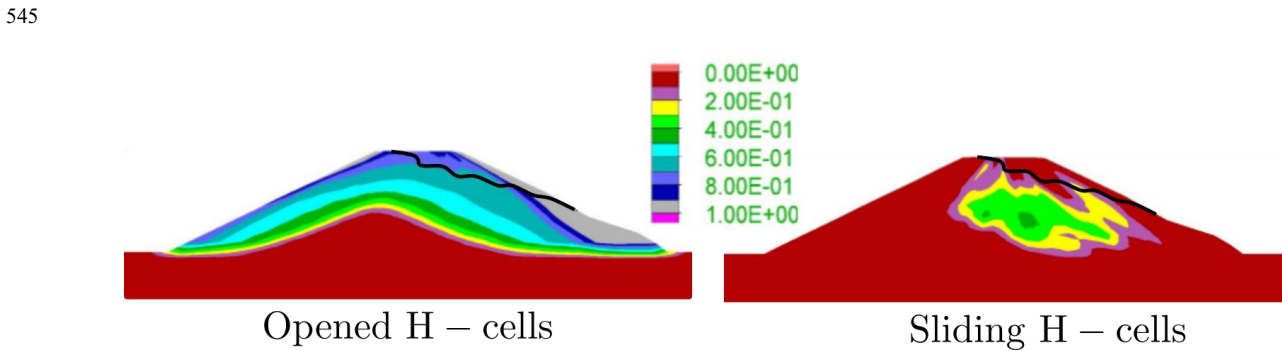 545
0.00E+00
2.00E-01
4.00E-01
6.00E-01
8.00E-01
1.00E+00
Opened H – cells
Sliding H – cells